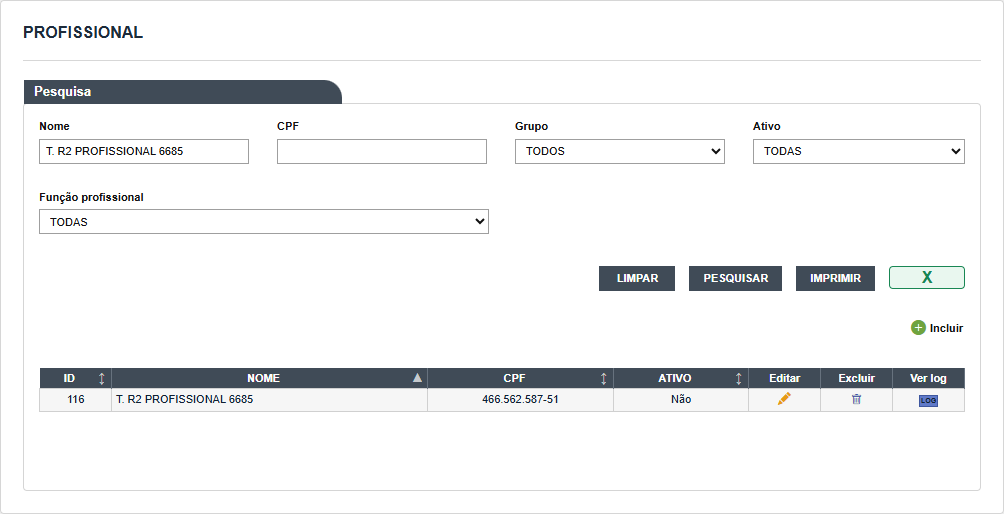 PROFISSIONAL
Pesquisa
Nome CPF Grupo Ativo
T. R2 PROFISSIONAL 6685 TODOS TODAS
Função profissional
TODAS
LIMPAR PESQUISAR IMPRIMIR X
Incluir
ID NOME CPF ATIVO Editar Excluir Ver log
116 T. R2 PROFISSIONAL 6685 466.562.587-51 Não LOG